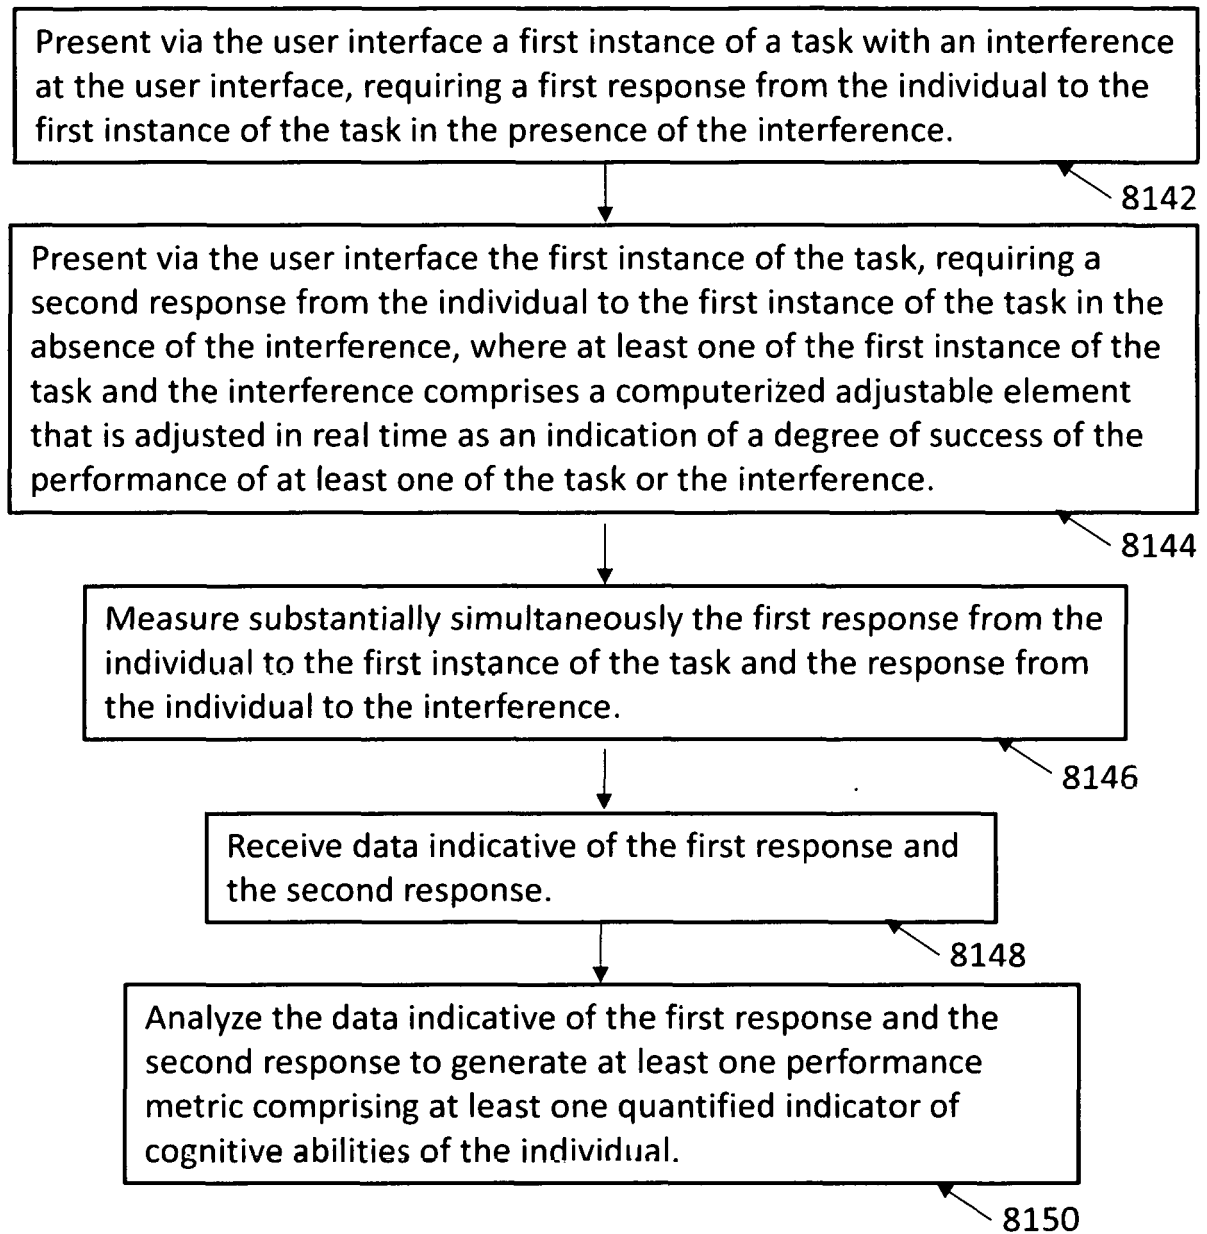 Present via the user interface a first instance of a task with an interference
at the user interface, requiring a first response from the individual to the
first instance of the task in the presence of the interference.
8142
Present via the user interface the first instance of the task, requiring a
second response from the individual to the first instance of the task in the
absence of the interference, where at least one of the first instance of the
task and the interference comprises a computerized adjustable element
that is adjusted in real time as an indication of a degree of success of the
performance of at least one of the task or the interference.
8144
Measure substantially simultaneously the first response from the
individual to the first instance of the task and the response from
the individual to the interference.
8146
Receive data indicative of the first response and
the second response.
8148
Analyze the data indicative of the first response and the
second response to generate at least one performance
metric comprising at least one quantified indicator of
cognitive abilities of the individual.
8150